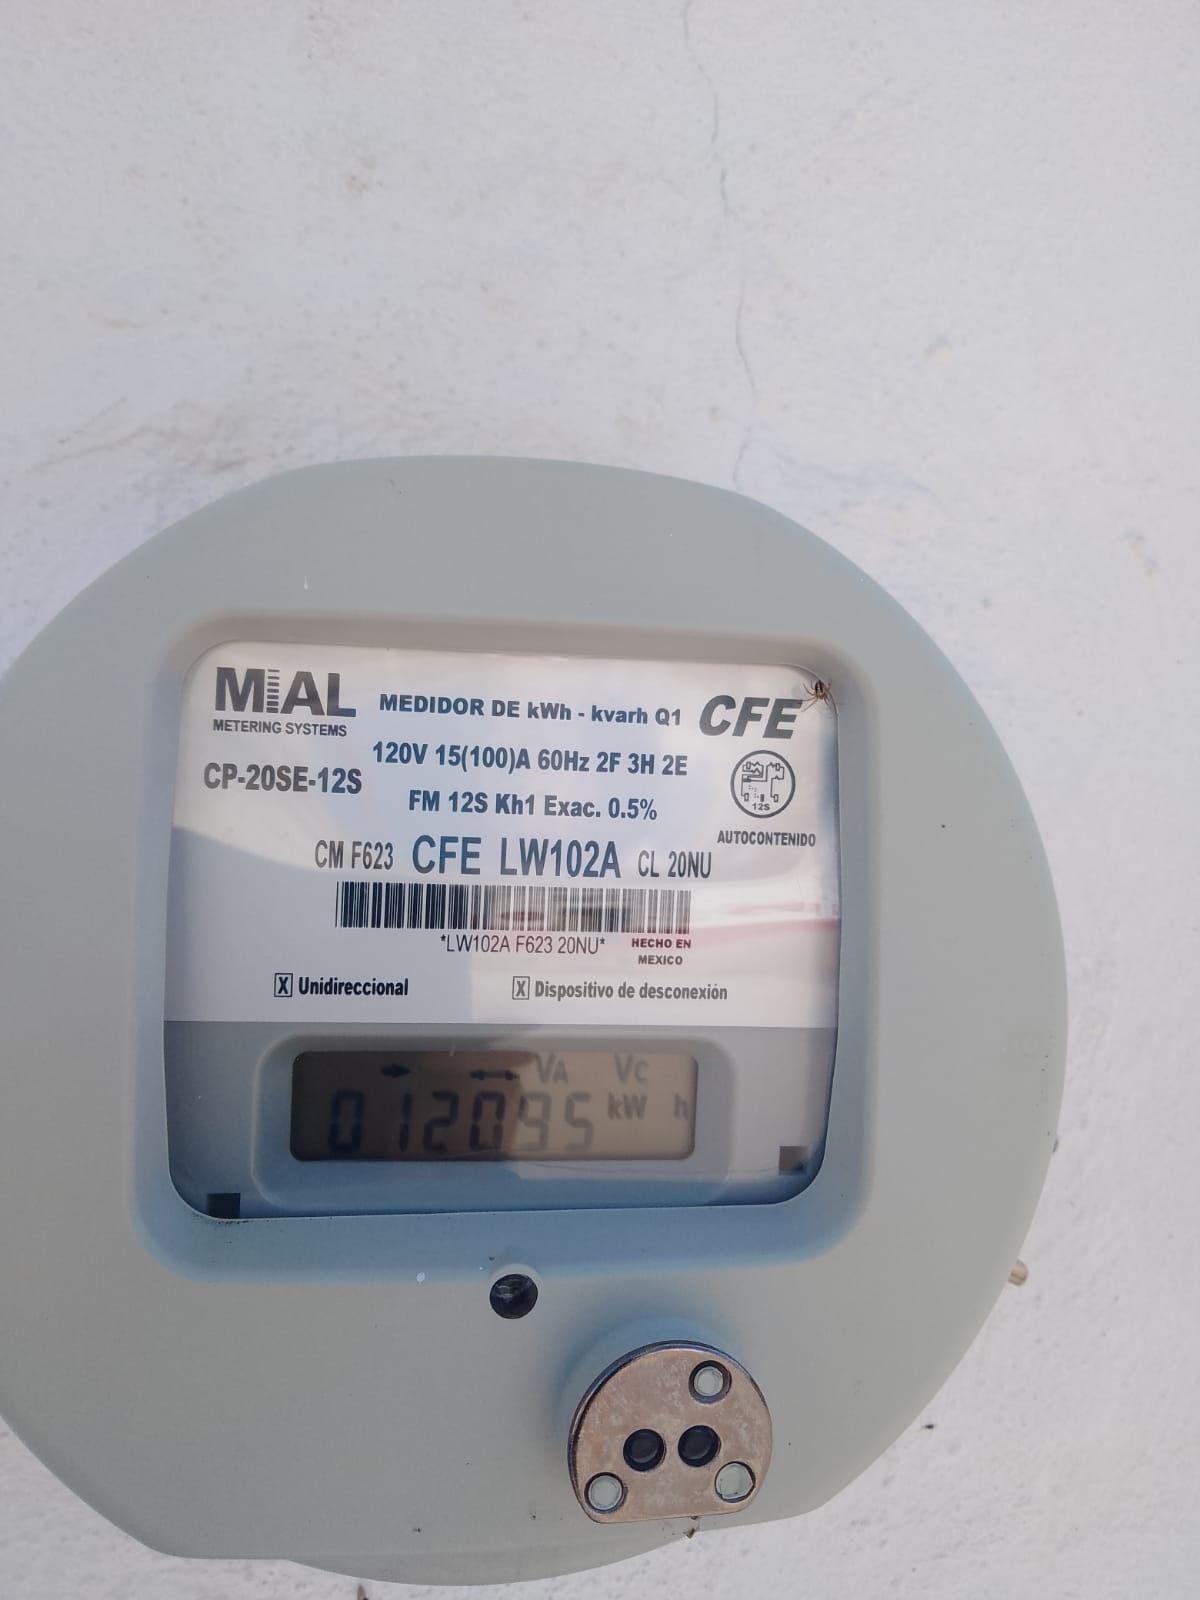 MIAL
METERING SYSTEMS
MEDIDOR DE kWh - kvarh Q1
CFE
CP-20SE-12S
120V 15(100)A 60Hz 2F 3H 2E
FM 12S Kh1 Exac. 0.5%
12S
AUTOCONTENIDO
CM F623 CFE LW102A CL 20NU
*LW102A F623 20NU*
HECHO EN
MEXICO
X Unidireccional
X Dispositivo de desconexión
VA VC
012095 kW h